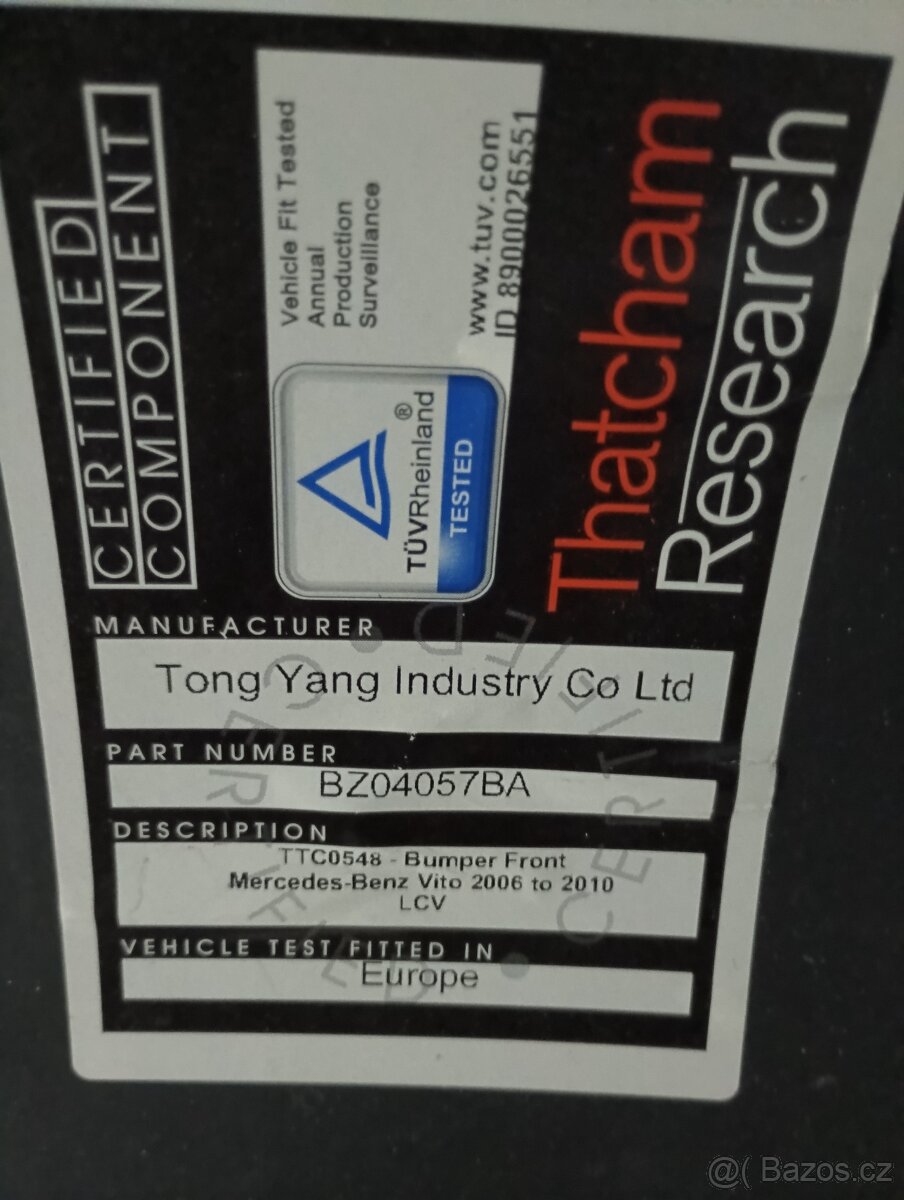 CERTIFIED
COMPONENT
Vehicle Fit Tested
Annual
Production
Surveillance
www.tuv.com
ID 8900026551
TÜVRheinland®
TESTED
Thatcham
Research
MANUFACTURER
Tong Yang Industry Co Ltd
PART NUMBER
BZ04057BA
DESCRIPTION
TTC0548 - Bumper Front
Mercedes-Benz Vito 2006 to 2010
LCV
VEHICLE TEST FITTED IN
Europe
CERTIFIED • CERTIFIED •
@( Bazos.cz